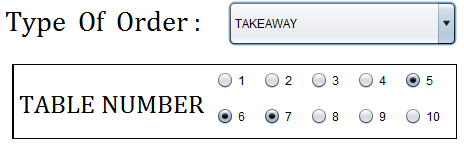 Type Of Order : TAKEAWAY
1 2 3 4 5
TABLE NUMBER
6 7 8 9 10